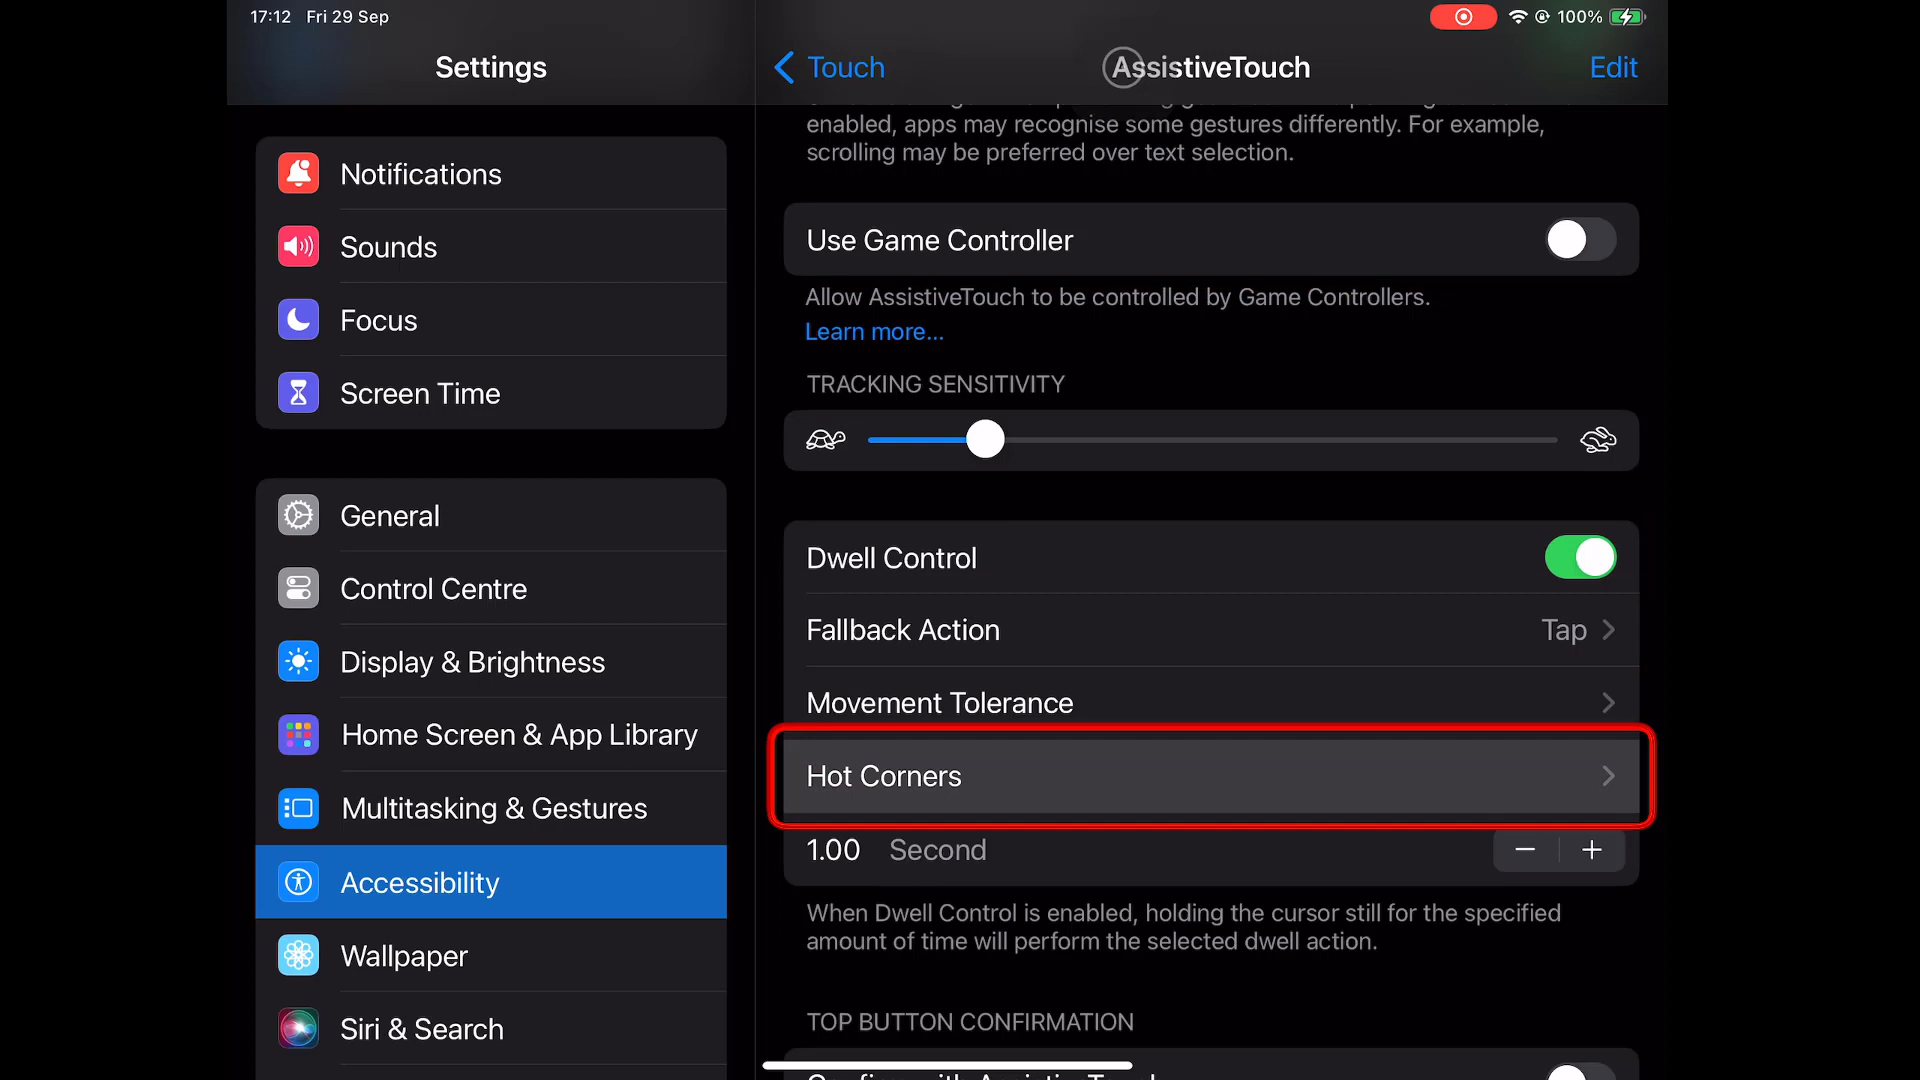 17:12 Fri 29 Sep
100%
Settings
Touch
AssistiveTouch
Edit
Notifications
Sounds
Focus
Screen Time
General
Control Centre
Display & Brightness
Home Screen & App Library
Multitasking & Gestures
Accessibility
Wallpaper
Siri & Search
enabled, apps may recognise some gestures differently. For example,
scrolling may be preferred over text selection.
Use Game Controller
Allow AssistiveTouch to be controlled by Game Controllers.
Learn more...
TRACKING SENSITIVITY
Dwell Control
Fallback Action
Tap
Movement Tolerance
Hot Corners
1.00 Second
When Dwell Control is enabled, holding the cursor still for the specified
amount of time will perform the selected dwell action.
TOP BUTTON CONFIRMATION